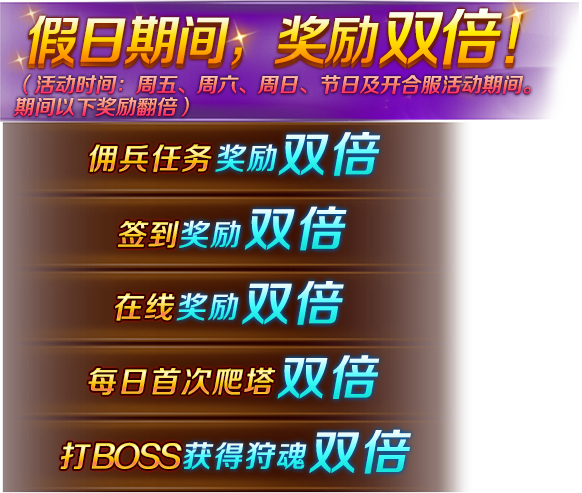 假日期间，奖励双倍！
（活动时间：周五、周六、周日、节日及开合服活动期间。
期间以下奖励翻倍）
佣兵任务奖励双倍
签到奖励双倍
在线奖励双倍
每日首次爬塔双倍
打BOSS获得狩魂双倍